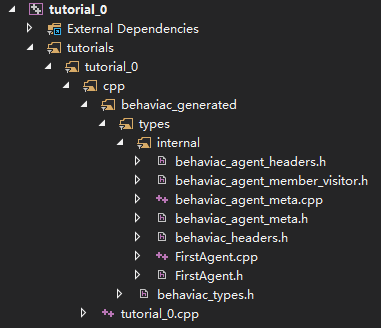 tutorial_0
External Dependencies
tutorials
tutorial_0
cpp
behaviac_generated
types
internal
behaviac_agent_headers.h
behaviac_agent_member_visitor.h
behaviac_agent_meta.cpp
behaviac_agent_meta.h
behaviac_headers.h
FirstAgent.cpp
FirstAgent.h
behaviac_types.h
tutorial_0.cpp